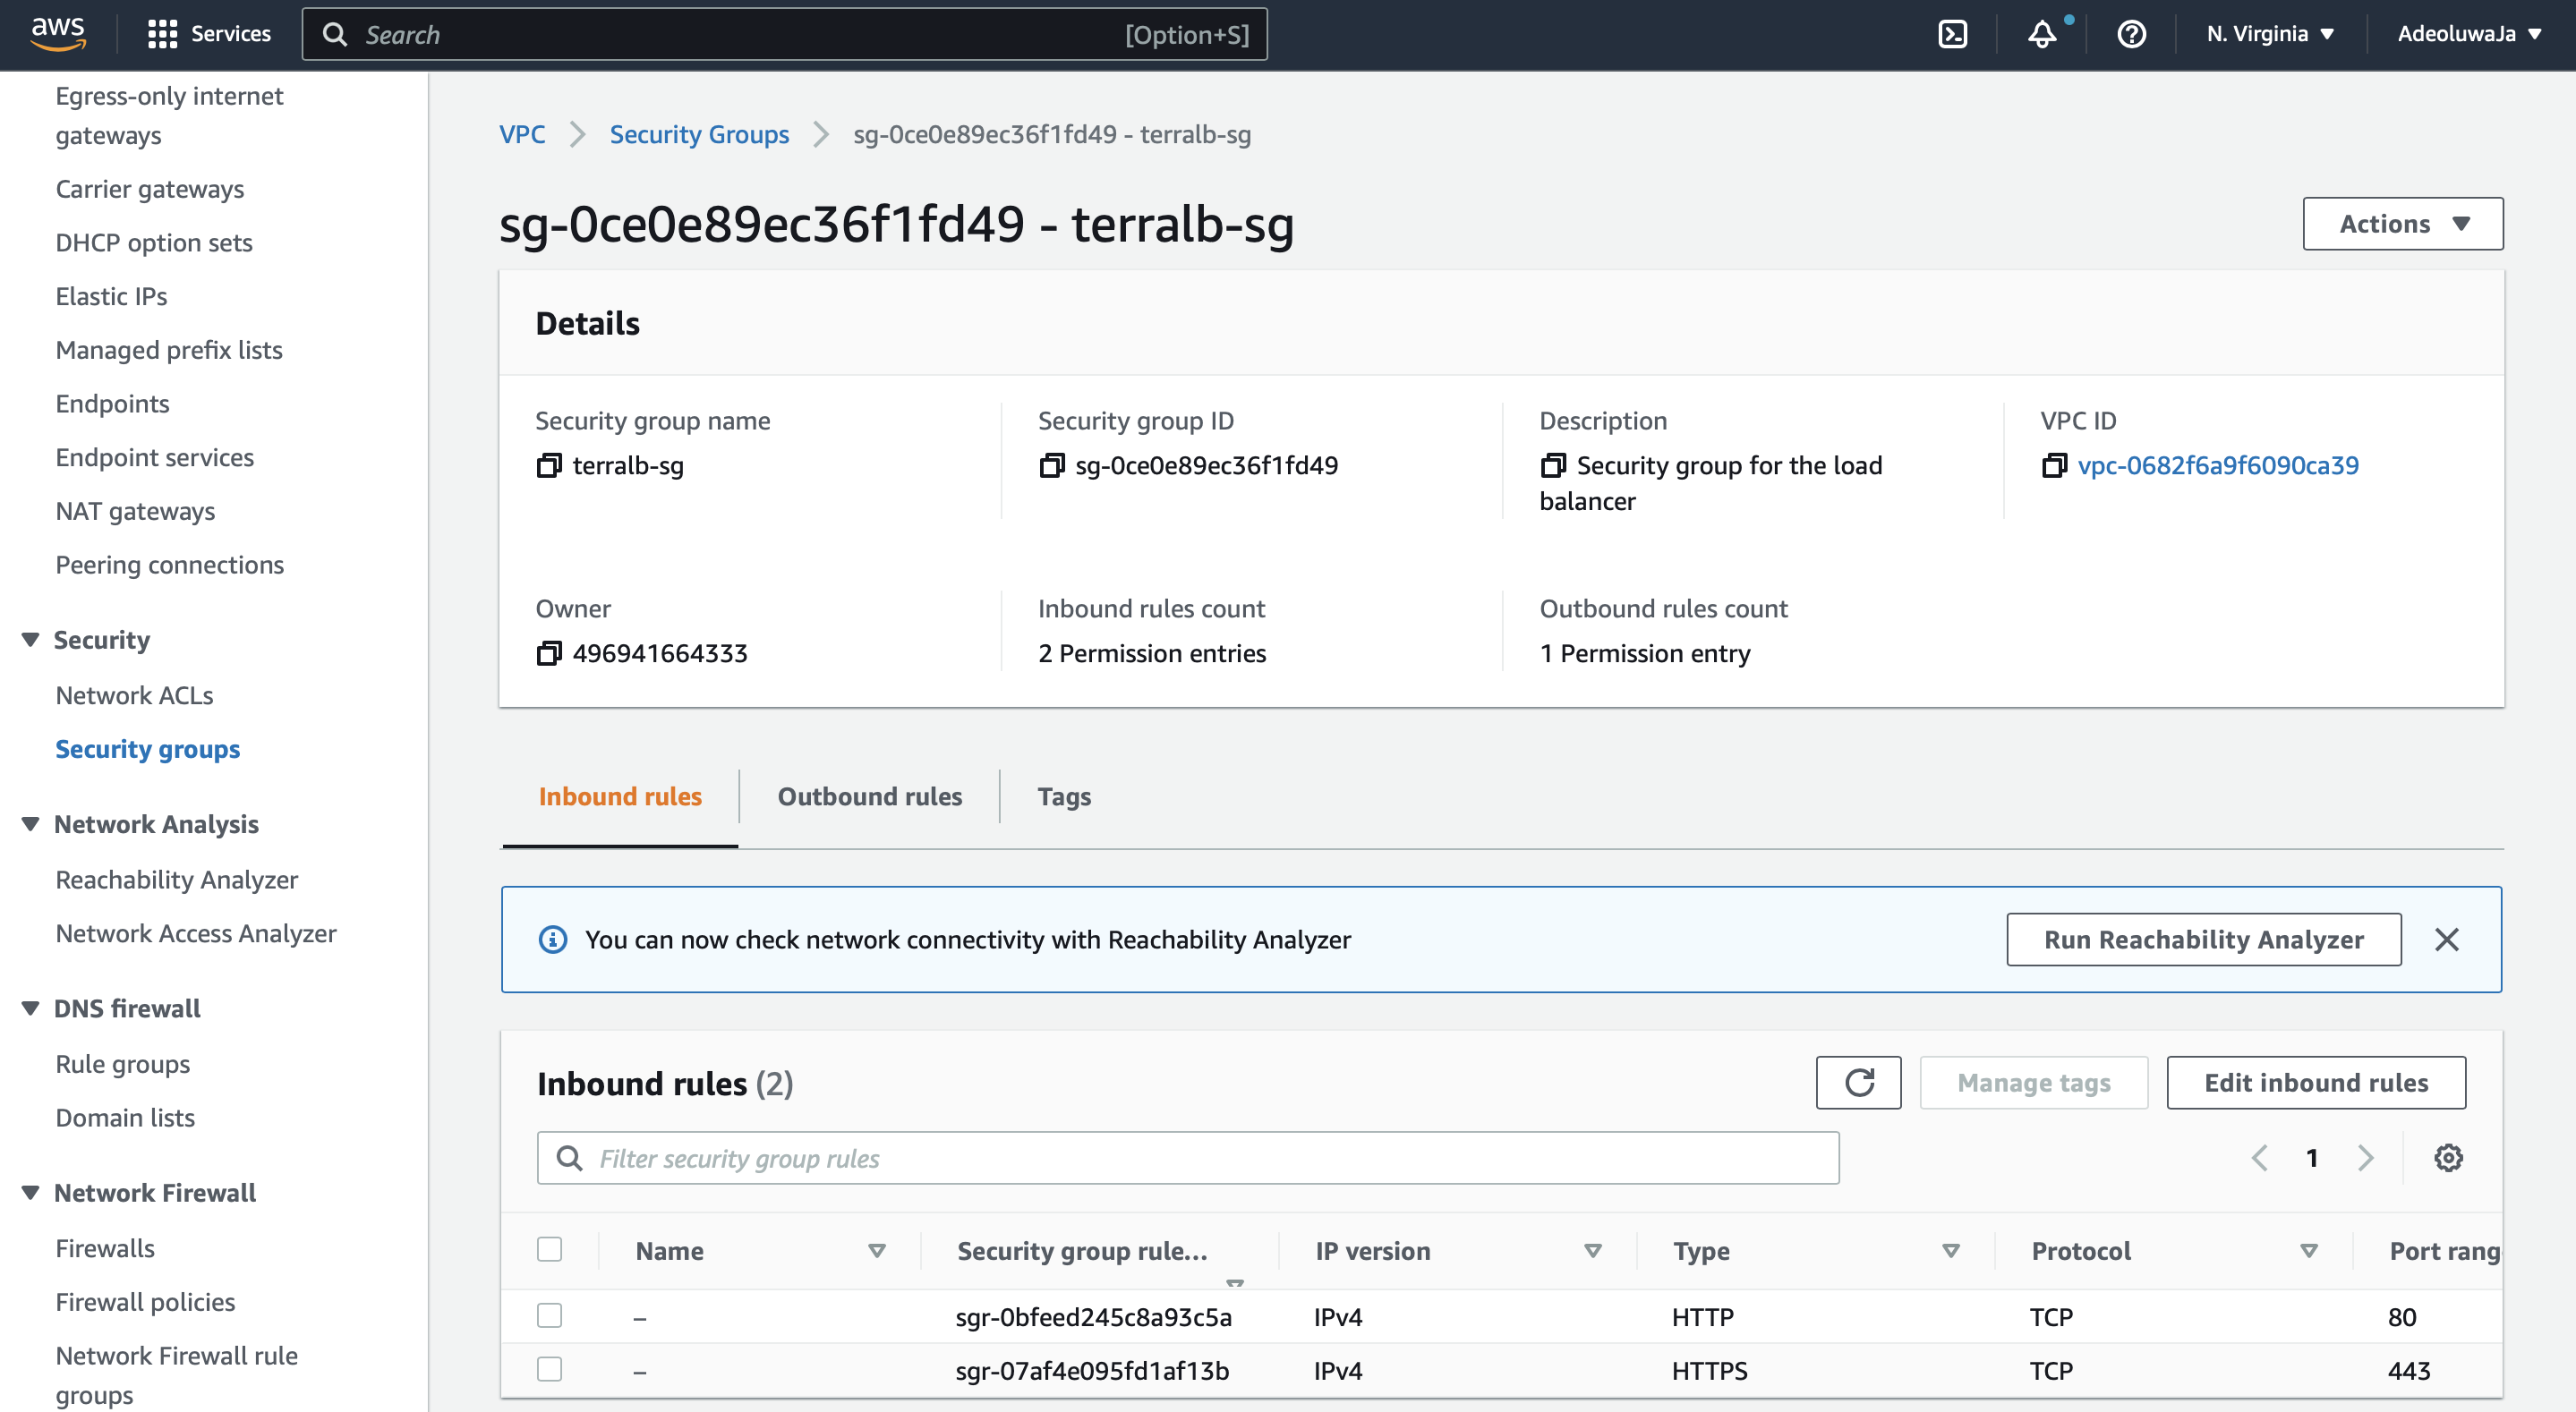 aws
Services
Search
[Option+S]
N. Virginia
AdeoluwaJa
Egress-only internet
gateways
Carrier gateways
DHCP option sets
Elastic IPs
Managed prefix lists
Endpoints
Endpoint services
NAT gateways
Peering connections
Security
Network ACLs
Security groups
Network Analysis
Reachability Analyzer
Network Access Analyzer
DNS firewall
Rule groups
Domain lists
Network Firewall
Firewalls
Firewall policies
Network Firewall rule
groups
VPC
Security Groups
sg-0ce0e89ec36f1fd49 - terralb-sg
sg-0ce0e89ec36f1fd49 - terralb-sg
Actions
Details
Security group name
terralb-sg
Security group ID
sg-0ce0e89ec36f1fd49
Description
Security group for the load
balancer
VPC ID
vpc-0682f6a9f6090ca39
Owner
496941664333
Inbound rules count
2 Permission entries
Outbound rules count
1 Permission entry
Inbound rules
Outbound rules
Tags
You can now check network connectivity with Reachability Analyzer
Run Reachability Analyzer
Inbound rules (2)
Manage tags
Edit inbound rules
Filter security group rules
1
Name
Security group rule...
IP version
Type
Protocol
Port rang
– sgr-0bfeed245c8a93c5a IPv4 HTTP TCP 80
– sgr-07af4e095fd1af13b IPv4 HTTPS TCP 443